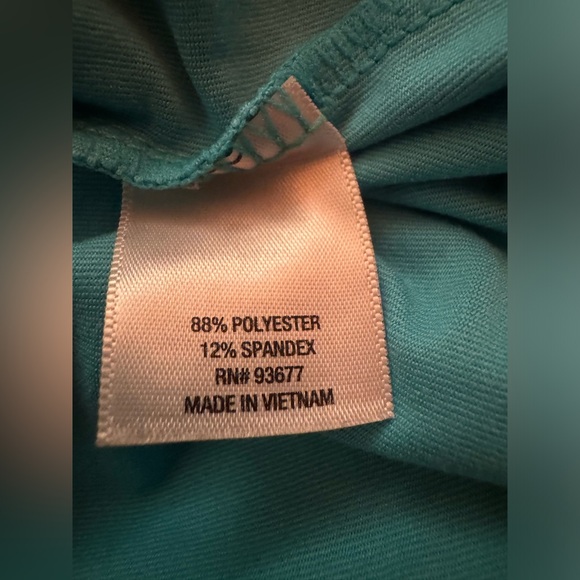 88% POLYESTER
12% SPANDEX
RN# 93677
MADE IN VIETNAM